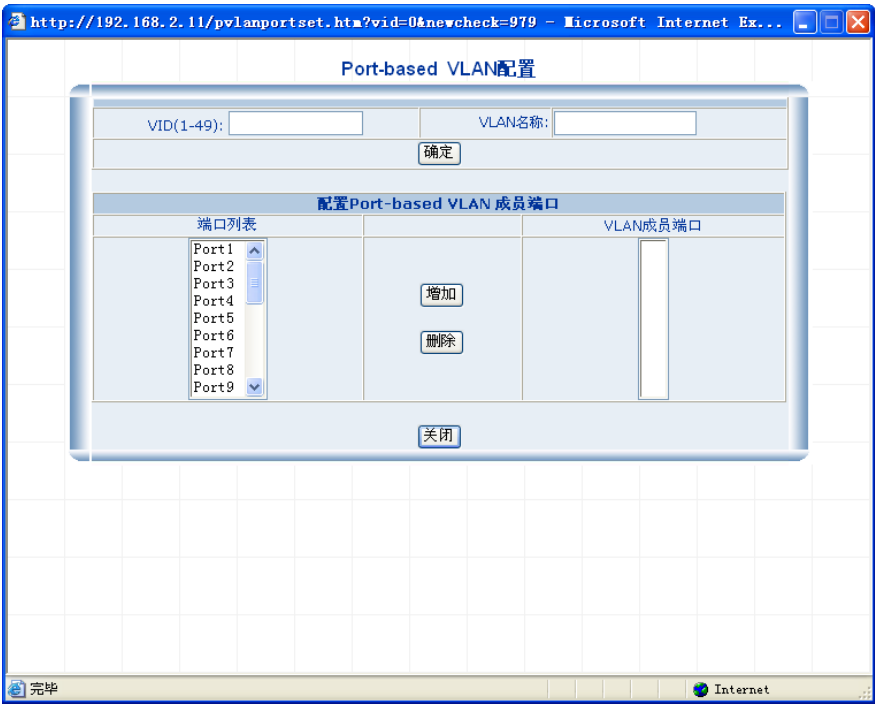 http://192.168.2.11/pvlanportset.htm?vid=0&newcheck=979 - Microsoft Internet Ex...
Port-based VLAN配置
VID(1-49): VLAN名称:
确定
配置Port-based VLAN 成员端口
端口列表 VLAN成员端口
Port1
Port2
Port3
Port4
Port5
Port6
Port7
Port8
Port9
增加
删除
关闭
完毕 Internet